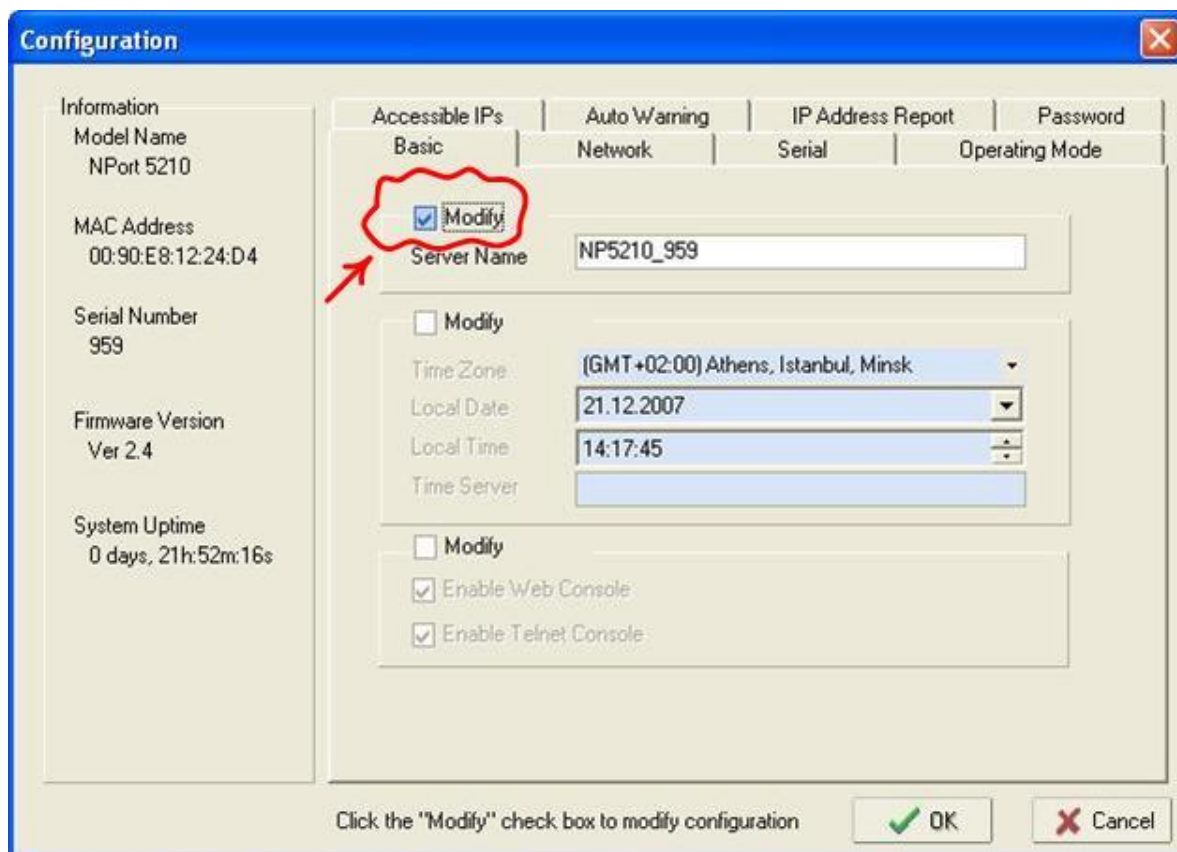 Configuration
Information
Model Name
NPort 5210
MAC Address
00:90:E8:12:24:D4
Serial Number
959
Firmware Version
Ver 2.4
System Uptime
0 days, 21h:52m:16s
Accessible IPs Auto Warning IP Address Report Password
Basic Network Serial Operating Mode
Modify
Server Name NP5210_959
Modify
Time Zone (GMT+02:00) Athens, Istanbul, Minsk
Local Date 21.12.2007
Local Time 14:17:45
Time Server
Modify
Enable Web Console
Enable Telnet Console
Click the "Modify" check box to modify configuration OK Cancel